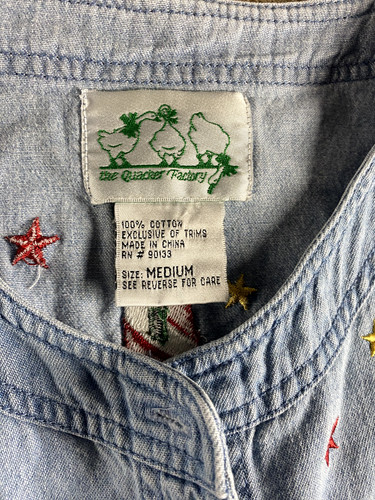 the Quacker Factory
100% COTTON
EXCLUSIVE OF TRIMS
MADE IN CHINA
RN # 90133
SIZE: MEDIUM
SEE REVERSE FOR CARE